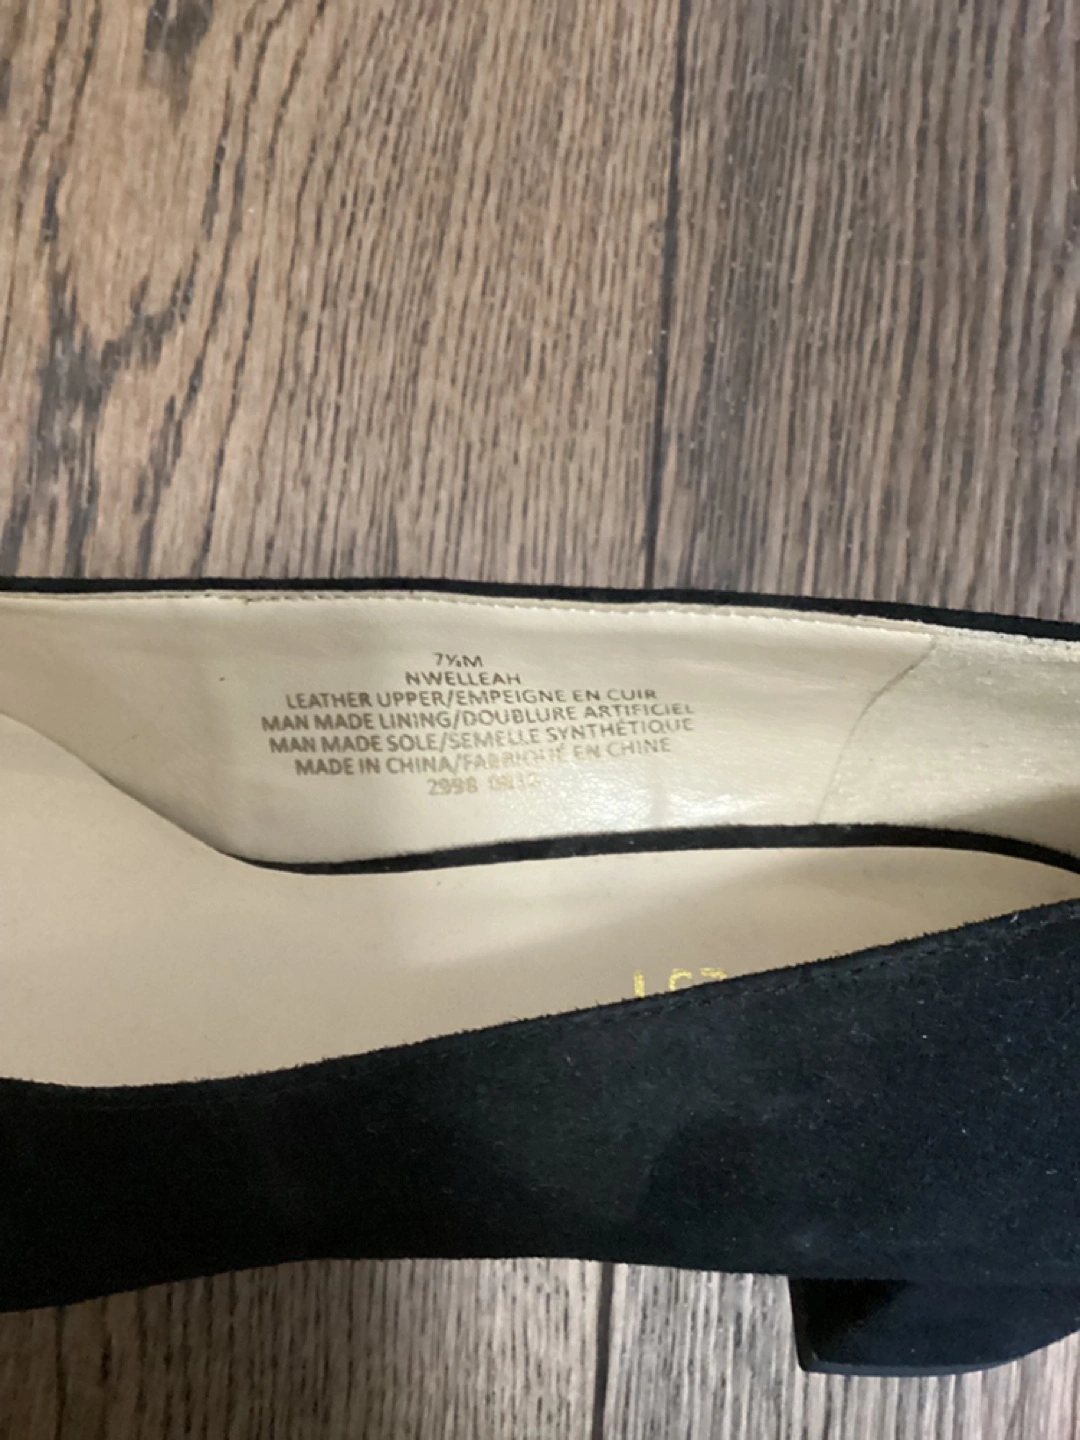 7½M
NWELLEAH
LEATHER UPPER/EMPEIGNE EN CUIR
MAN MADE LINING/DOUBLURE ARTIFICIEL
MAN MADE SOLE/SEMELLE SYNTHÉTIQUE
MADE IN CHINA/FABRIQUÉ EN CHINE
2998